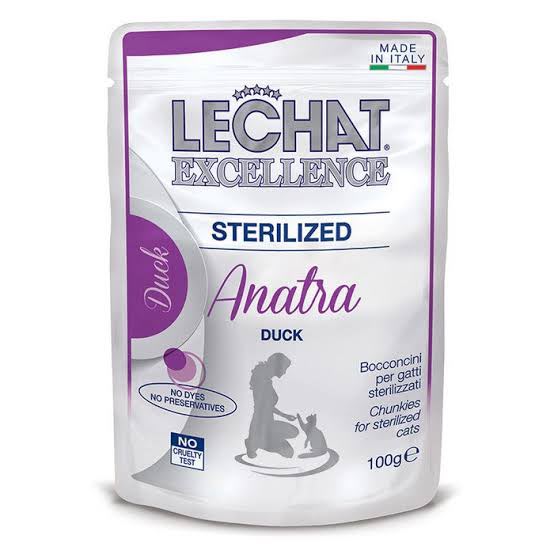 MADE
IN ITALY
LECHAT®
EXCELLENCE
STERILIZED
Duck
Anatra
DUCK
Bocconcini
per gatti
sterilizzati
Chunkies
for sterilized
cats
NO DYES
NO PRESERVATIVES
NO
CRUELTY
TEST
100g℮